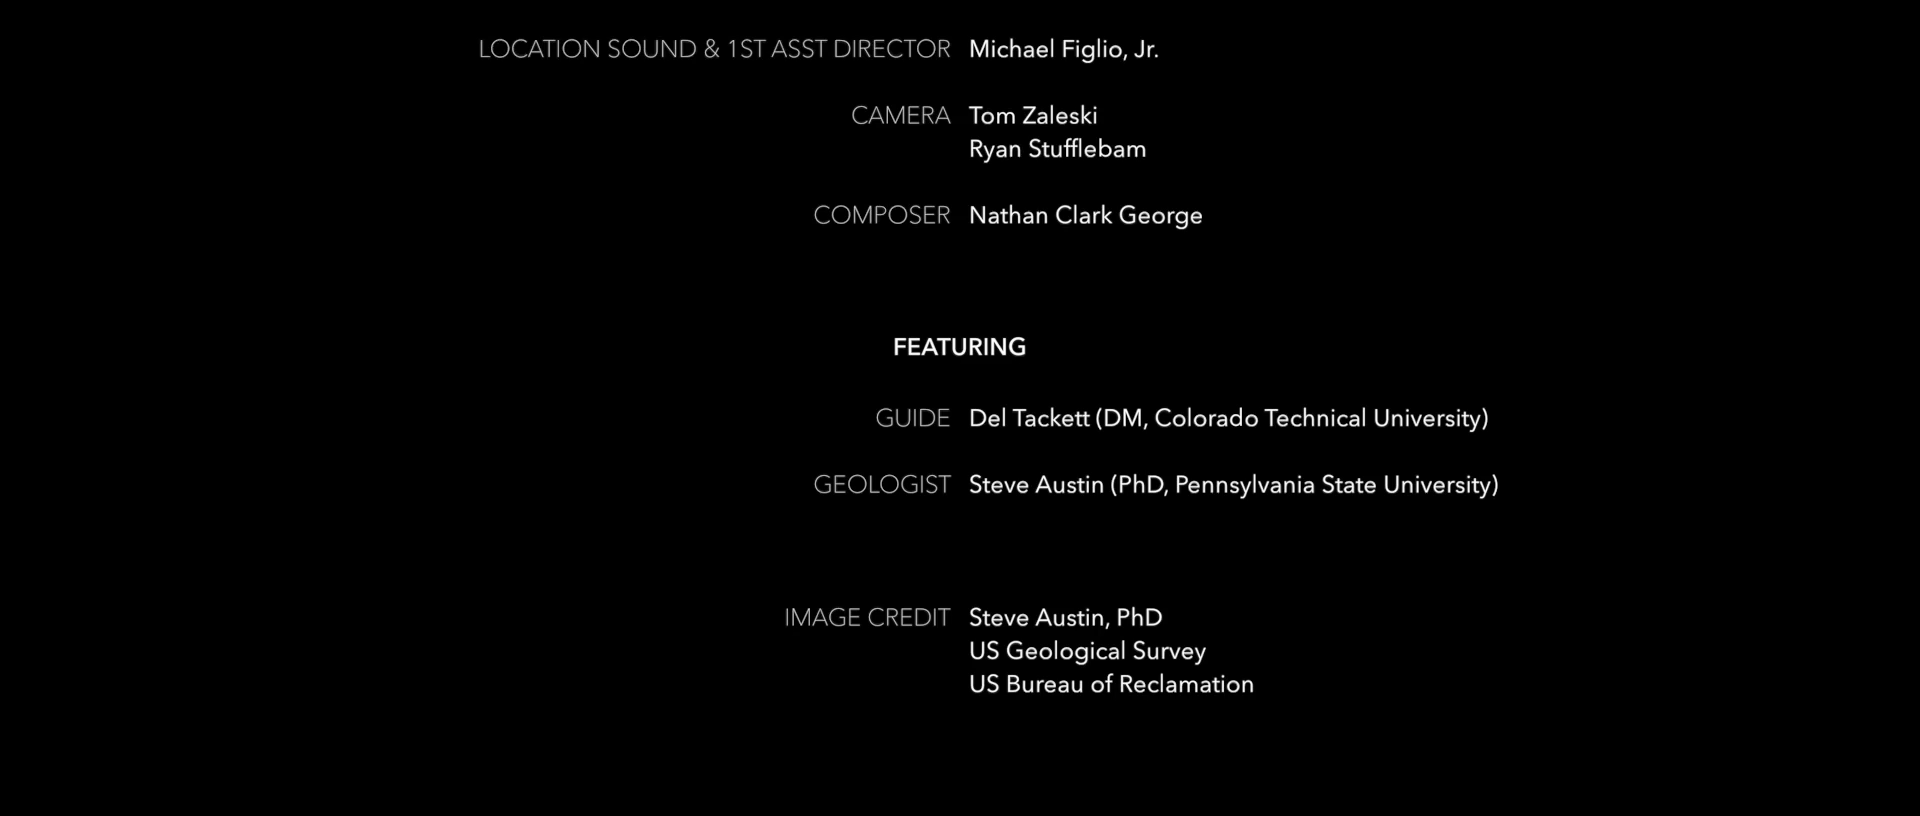 LOCATION SOUND & 1ST ASST DIRECTOR Michael Figlio, Jr.
CAMERA Tom Zaleski
Ryan Stufflebam
COMPOSER Nathan Clark George
FEATURING
GUIDE Del Tackett (DM, Colorado Technical University)
GEOLOGIST Steve Austin (PhD, Pennsylvania State University)
IMAGE CREDIT Steve Austin, PhD
US Geological Survey
US Bureau of Reclamation